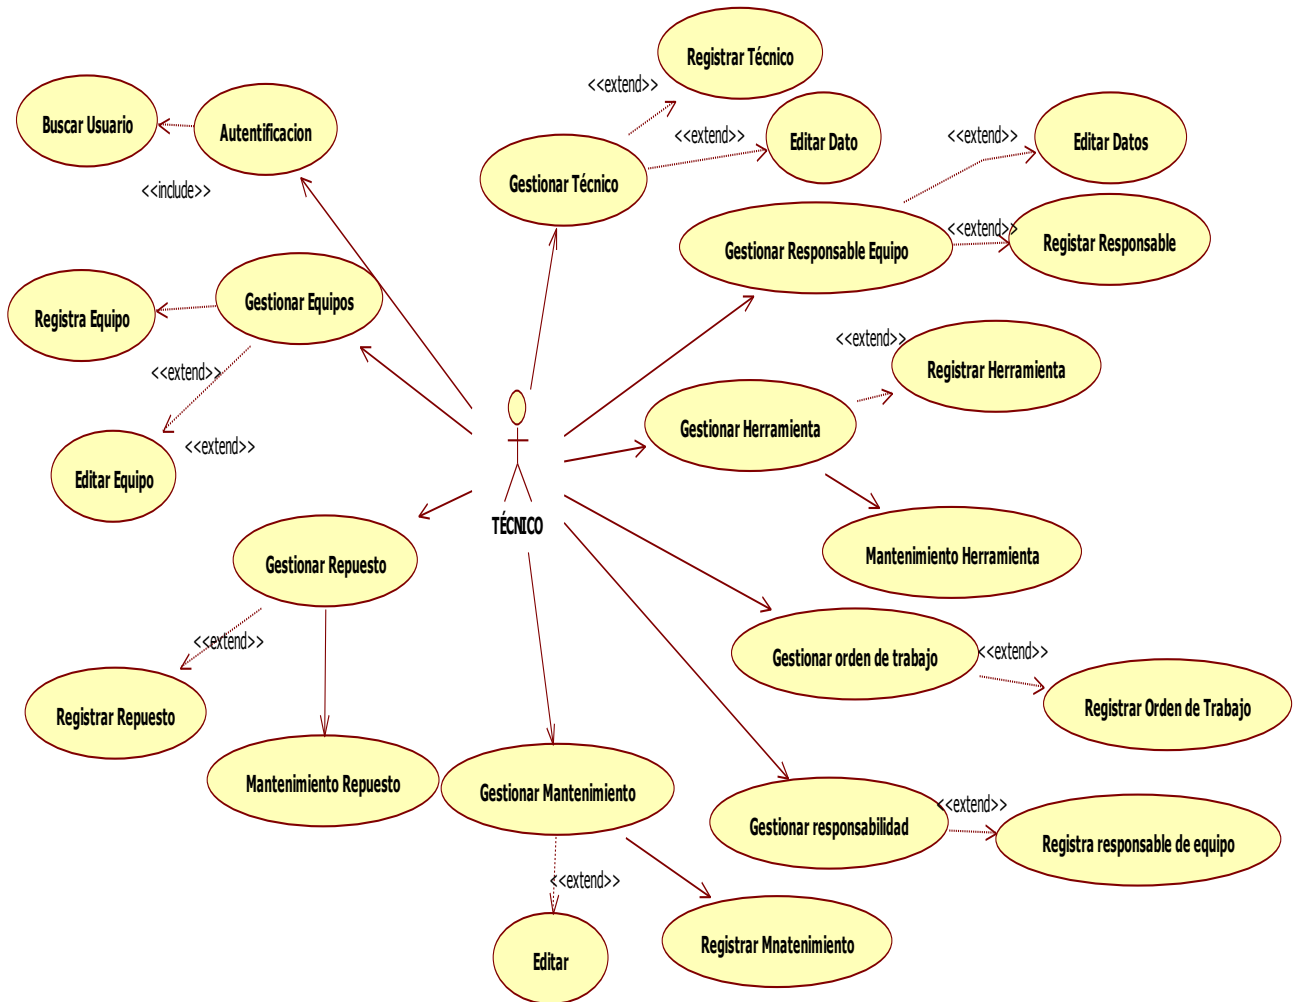 Registrar Técnico
<<extend>>
Buscar Usuario
Autentificacion
<<extend>>
Editar Dato
<<extend>>
Editar Datos
Gestionar Técnico
<<include>>
Gestionar Responsable Equipo
<<extend>>
Registar Responsable
Registra Equipo
Gestionar Equipos
<<extend>>
Registrar Herramienta
<<extend>>
Gestionar Herramienta
<<extend>>
Editar Equipo
TÉCNICO
Mantenimiento Herramienta
Gestionar Repuesto
<<extend>>
Gestionar orden de trabajo
<<extend>>
Registrar Repuesto
Registrar Orden de Trabajo
Mantenimiento Repuesto
Gestionar Mantenimiento
<<extend>>
Gestionar responsabilidad
Registra responsable de equipo
<<extend>>
Registrar Mnatenimiento
Editar